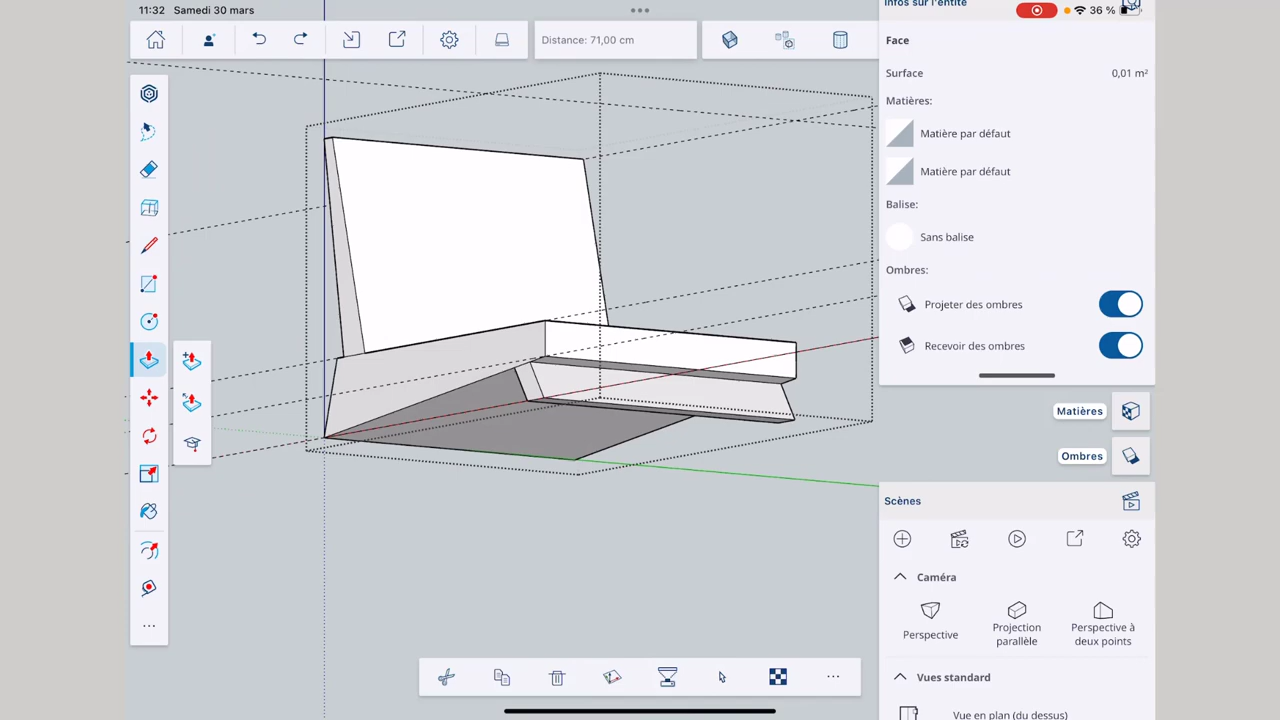 11:32 Samedi 30 mars
36 %
Distance: 71,00 cm
Infos sur l'entité
Face
Surface 0,01 m²
Matières:
Matière par défaut
Matière par défaut
Balise:
Sans balise
Ombres:
Projeter des ombres
Recevoir des ombres
Matières
Ombres
Scènes
Caméra
Perspective
Projection
parallèle
Perspective à
deux points
Vues standard
Vue en plan (du dessus)